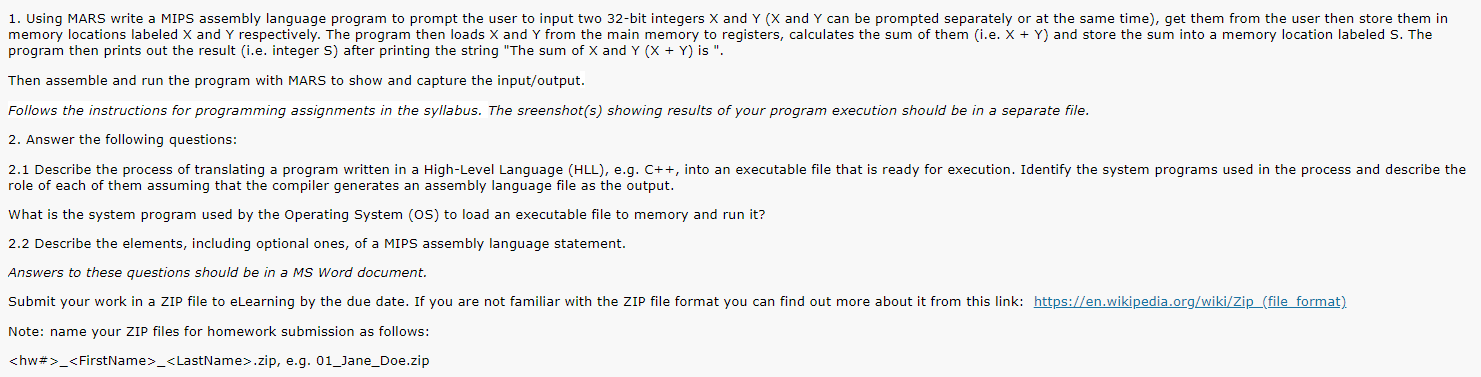 1. Using MARS write a MIPS assembly language program to prompt the user to input two 32-bit integers X and Y (X and Y can be prompted separately or at the same time), get them from the user then store them in
memory locations labeled X and Y respectively. The program then loads X and Y from the main memory to registers, calculates the sum of them (i.e. X + Y) and store the sum into a memory location labeled S. The
program then prints out the result (i.e. integer S) after printing the string "The sum of X and Y (X + Y) is ".
Then assemble and run the program with MARS to show and capture the input/output.
Follows the instructions for programming assignments in the syllabus. The sreenshot(s) showing results of your program execution should be in a separate file.
2. Answer the following questions:
2.1 Describe the process of translating a program written in a High-Level Language (HLL), e.g. C++, into an executable file that is ready for execution. Identify the system programs used in the process and describe the
role of each of them assuming that the compiler generates an assembly language file as the output.
What is the system program used by the Operating System (OS) to load an executable file to memory and run it?
2.2 Describe the elements, including optional ones, of a MIPS assembly language statement.
Answers to these questions should be in a MS Word document.
Submit your work in a ZIP file to eLearning by the due date. If you are not familiar with the ZIP file format you can find out more about it from this link: https://en.wikipedia.org/wiki/Zip_(file_format)
Note: name your ZIP files for homework submission as follows:
<hw#>_<FirstName>_<LastName>.zip, e.g. 01_Jane_Doe.zip